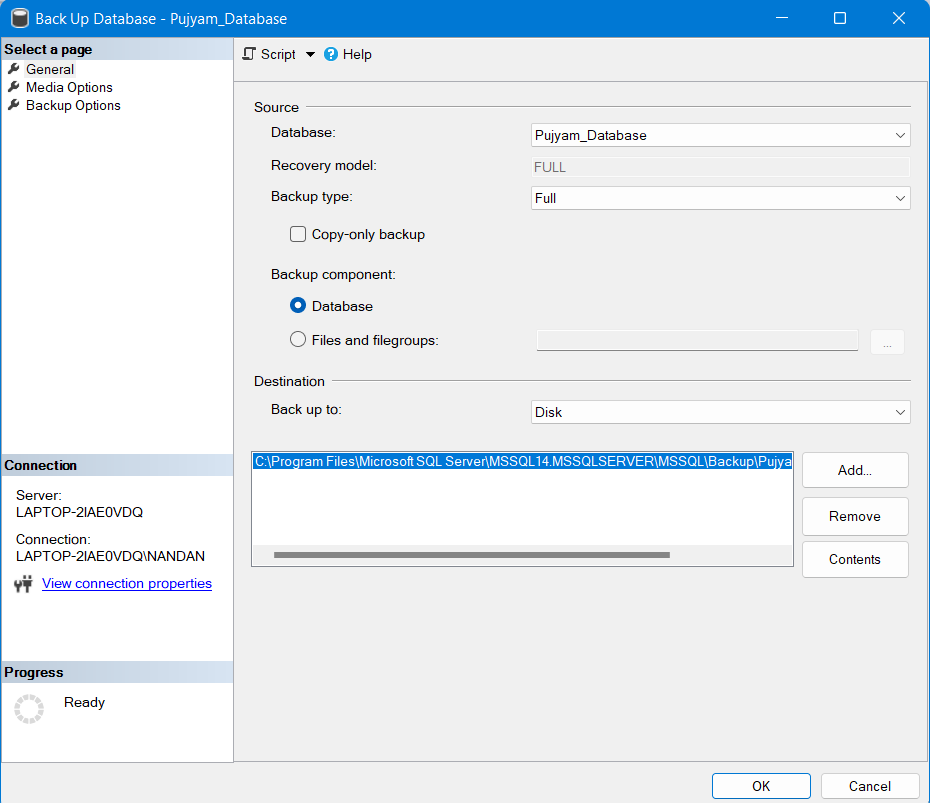 Back Up Database - Pujyam_Database
Select a page
General
Media Options
Backup Options
Script
Help
Source
Database:
Pujyam_Database
Recovery model:
FULL
Backup type:
Full
Copy-only backup
Backup component:
Database
Files and filegroups:
...
Destination
Back up to:
Disk
C:\Program Files\Microsoft SQL Server\MSSQL14.MSSQLSERVER\MSSQL\Backup\Pujya
Add...
Remove
Contents
Connection
Server:
LAPTOP-2IAE0VDQ
Connection:
LAPTOP-2IAE0VDQ\NANDAN
View connection properties
Progress
Ready
OK
Cancel